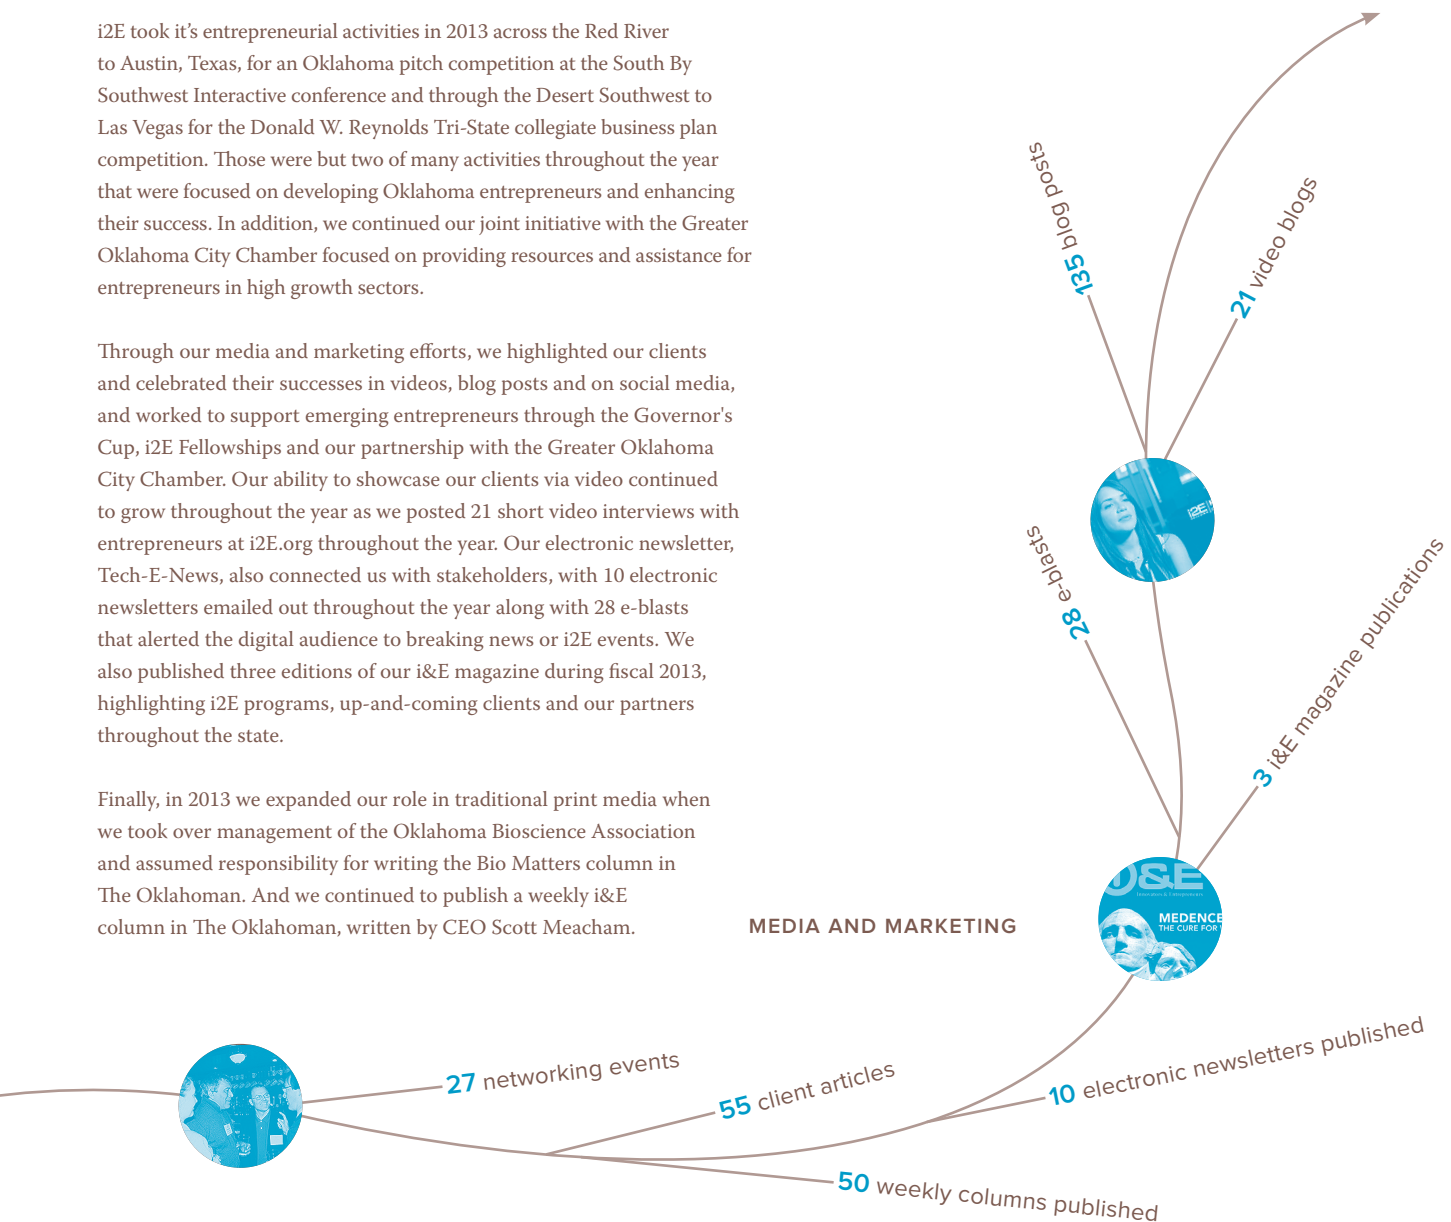 i2E took it’s entrepreneurial activities in 2013 across the Red River
to Austin, Texas, for an Oklahoma pitch competition at the South By
Southwest Interactive conference and through the Desert Southwest to
Las Vegas for the Donald W. Reynolds Tri-State collegiate business plan
competition. Those were but two of many activities throughout the year
that were focused on developing Oklahoma entrepreneurs and enhancing
their success. In addition, we continued our joint initiative with the Greater
Oklahoma City Chamber focused on providing resources and assistance for
entrepreneurs in high growth sectors.
Through our media and marketing efforts, we highlighted our clients
and celebrated their successes in videos, blog posts and on social media,
and worked to support emerging entrepreneurs through the Governor's
Cup, i2E Fellowships and our partnership with the Greater Oklahoma
City Chamber. Our ability to showcase our clients via video continued
to grow throughout the year as we posted 21 short video interviews with
entrepreneurs at i2E.org throughout the year. Our electronic newsletter,
Tech-E-News, also connected us with stakeholders, with 10 electronic
newsletters emailed out throughout the year along with 28 e-blasts
that alerted the digital audience to breaking news or i2E events. We
also published three editions of our i&E magazine during fiscal 2013,
highlighting i2E programs, up-and-coming clients and our partners
throughout the state.
Finally, in 2013 we expanded our role in traditional print media when
we took over management of the Oklahoma Bioscience Association
and assumed responsibility for writing the Bio Matters column in
The Oklahoman. And we continued to publish a weekly i&E
column in The Oklahoman, written by CEO Scott Meacham.
MEDIA AND MARKETING
135 blog posts
21 video blogs
i2E
28 e-blasts
3 i&E magazine publications
i&E
Innovators & Entrepreneurs
MEDENCE
THE CURE FOR
27 networking events
55 client articles
10 electronic newsletters published
50 weekly columns published